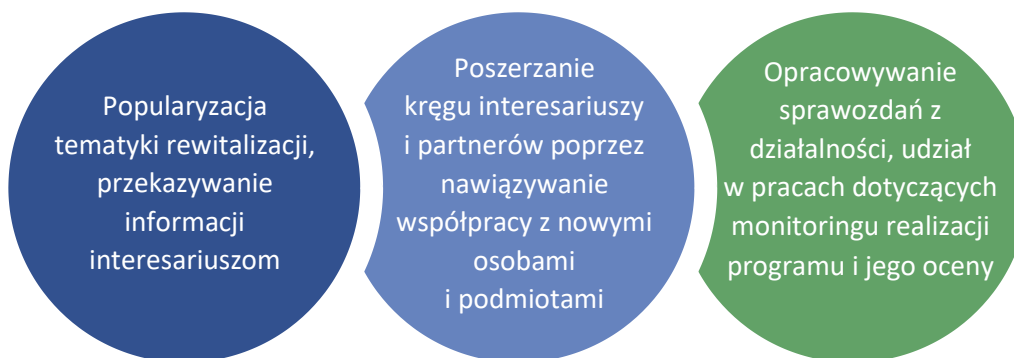 Popularyzacja
tematyki rewitalizacji,
przekazywanie
informacji
interesariuszom
Poszerzanie
kręgu interesariuszy
i partnerów poprzez
nawiązywanie
współpracy z nowymi
osobami
i podmiotami
Opracowywanie
sprawozdań z
działalności, udział
w pracach dotyczących
monitoringu realizacji
programu i jego oceny